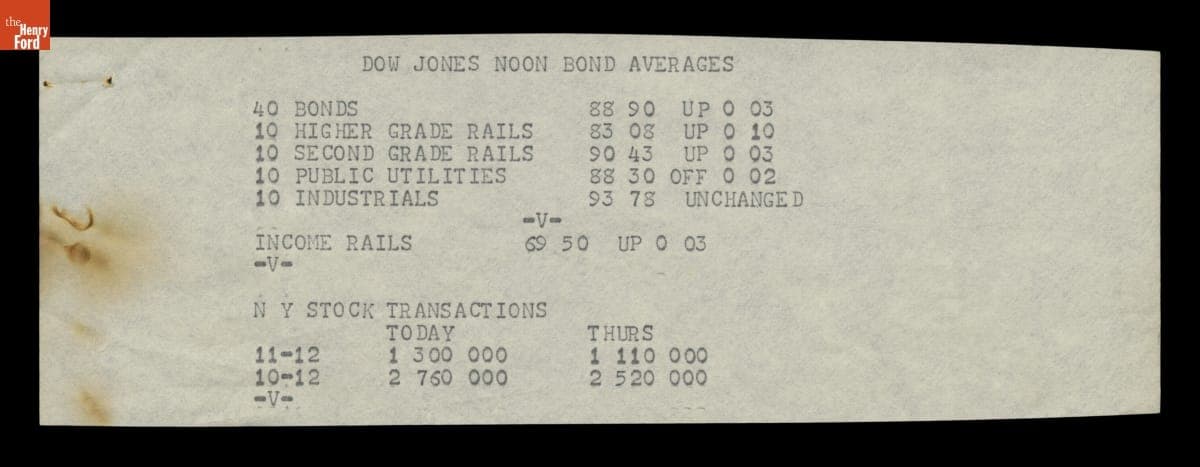 the
Henry
Ford
DOW JONES NOON BOND AVERAGES
40 BONDS 88 90 UP 0 03
10 HIGHER GRADE RAILS 83 08 UP 0 10
10 SECOND GRADE RAILS 90 43 UP 0 03
10 PUBLIC UTILITIES 88 30 OFF 0 02
10 INDUSTRIALS 93 78 UNCHANGED
-V-
INCOME RAILS 69 50 UP 0 03
-V-
N Y STOCK TRANSACTIONS
TODAY THURS
11-12 1 300 000 1 110 000
10-12 2 760 000 2 520 000
-V-